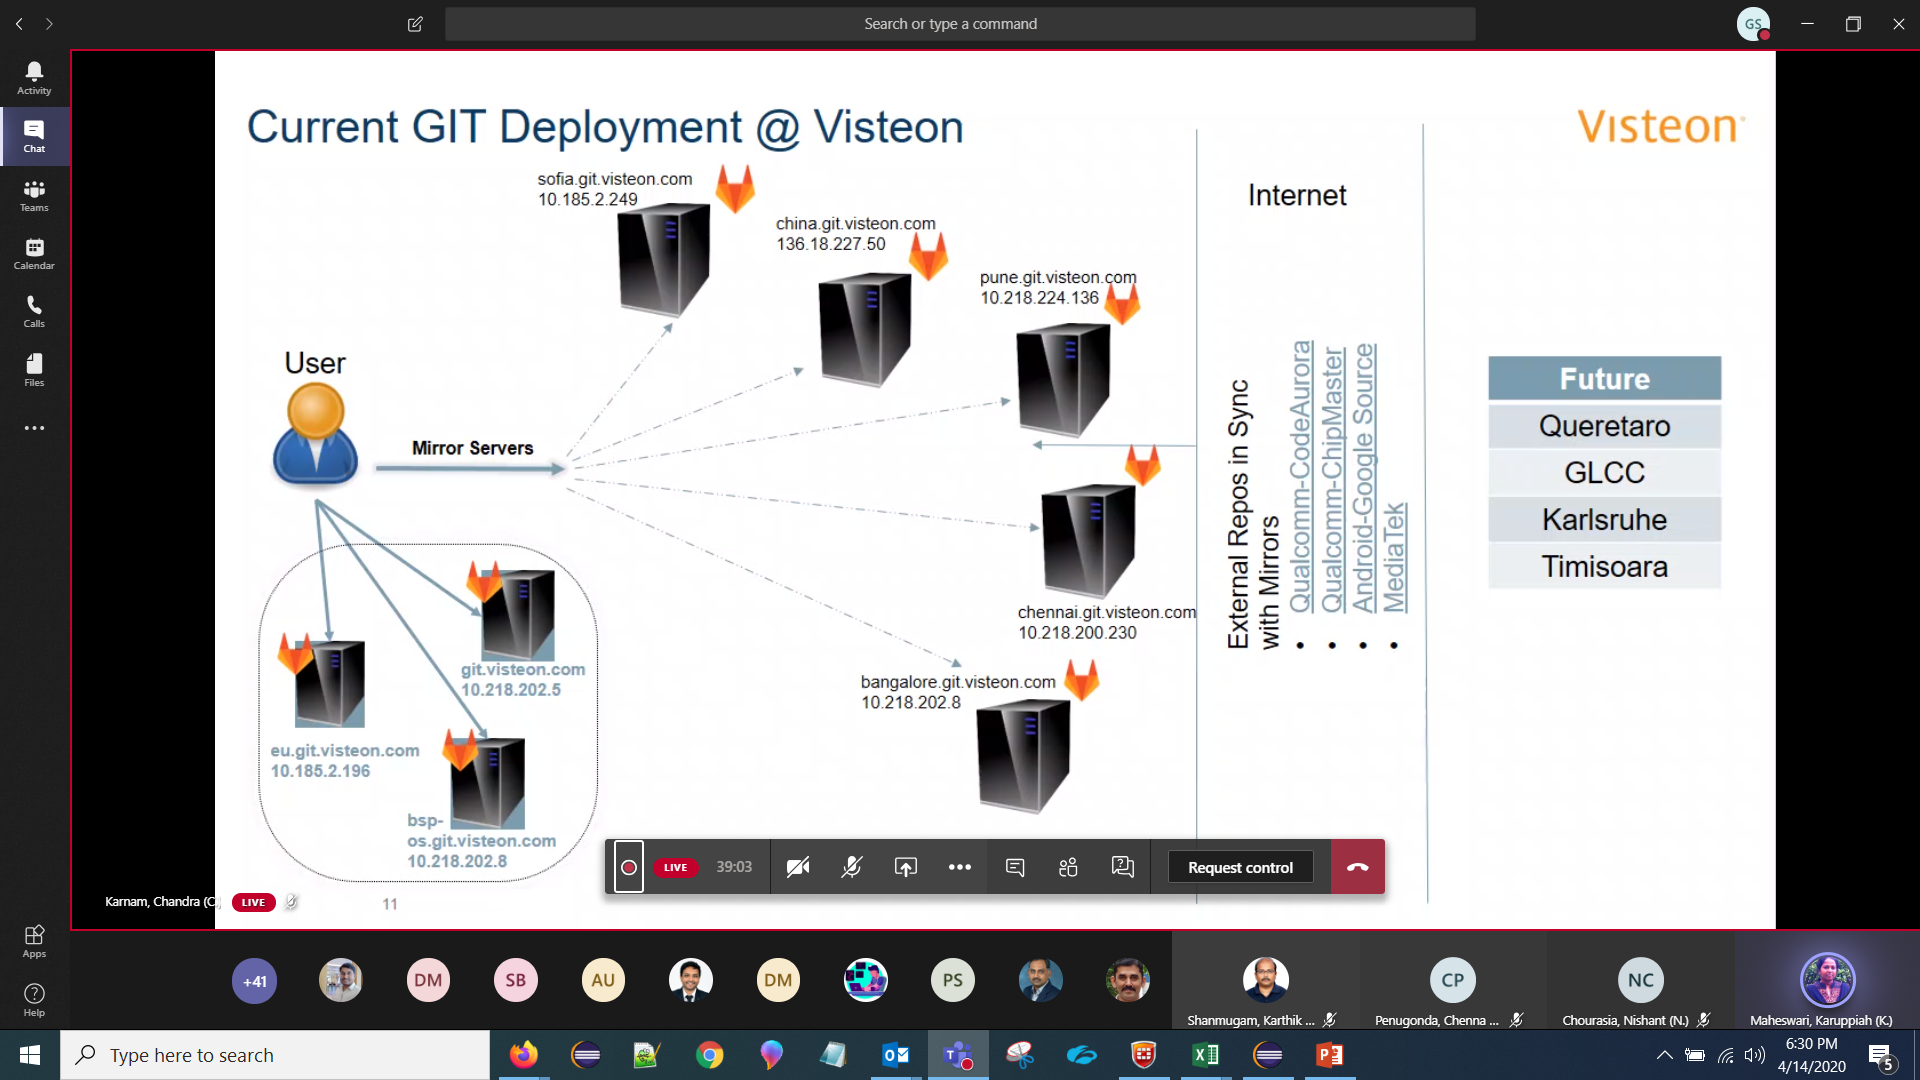 Search or type a command
GS
Activity
Chat
Teams
Calendar
Calls
Files
Apps
Help
Current GIT Deployment @ Visteon
Visteon
sofia.git.visteon.com
10.185.2.249
china.git.visteon.com
136.18.227.50
pune.git.visteon.com
10.218.224.136
Internet
User
Mirror Servers
External Repos in Sync
with Mirrors
• Qualcomm-CodeAurora
• Qualcomm-ChipMaster
• Android-Google Source
• MediaTek
Future
Queretaro
GLCC
Karlsruhe
Timisoara
chennai.git.visteon.com
10.218.200.230
bangalore.git.visteon.com
10.218.202.8
git.visteon.com
10.218.202.5
eu.git.visteon.com
10.185.2.196
bsp-
os.git.visteon.com
10.218.202.8
LIVE
39:03
Request control
Karnam, Chandra (C.
LIVE
11
+41
DM
SB
AU
DM
PS
CP
NC
Shanmugam, Karthik ...
Penugonda, Chenna ...
Chourasia, Nishant (N.)
Maheswari, Karuppiah (K.)
Type here to search
6:30 PM
4/14/2020
5